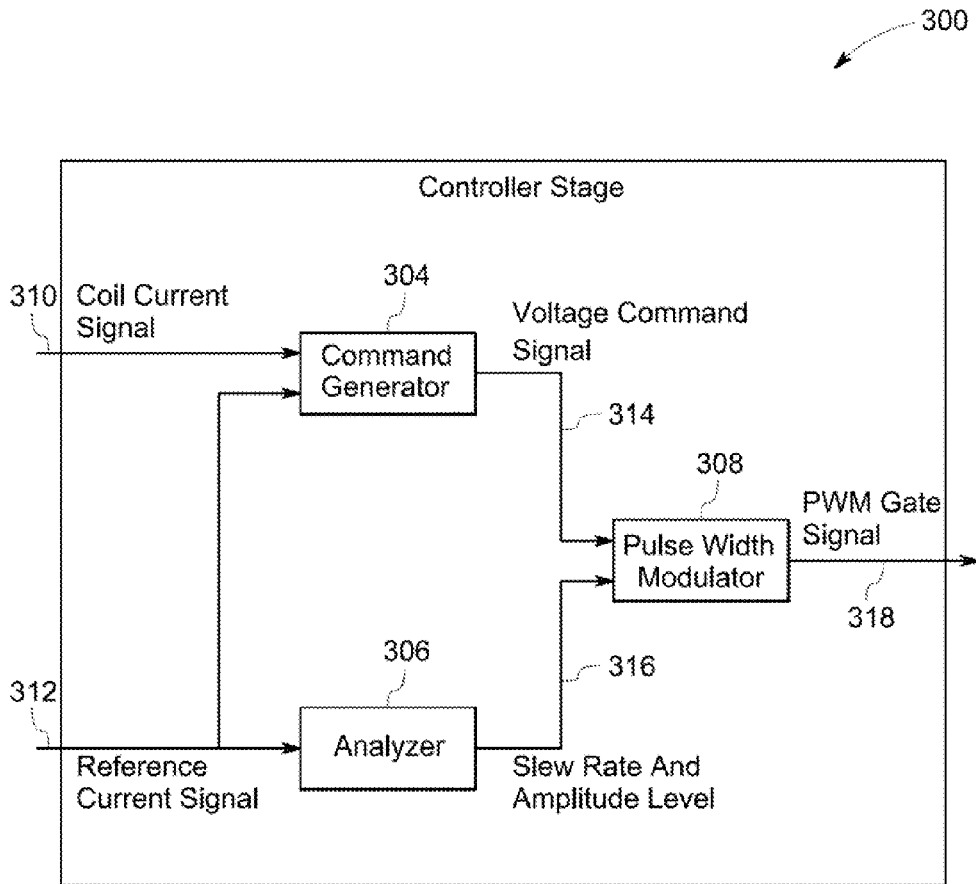 300
Controller Stage
304
310
Coil Current
Signal
Voltage Command
Signal
Command
Generator
314
308
PWM Gate
Signal
Pulse Width
Modulator
318
306
316
312
Analyzer
Reference
Current Signal
Slew Rate And
Amplitude Level